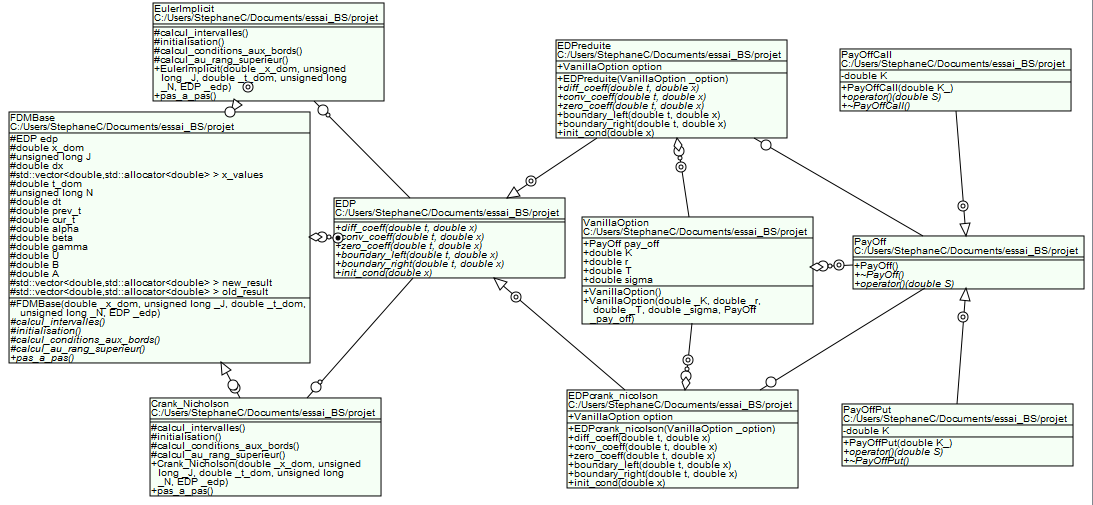 EulerImplicit
C:/Users/StephaneC/Documents/essai_BS/projet
#calcul_intervalles()
#initialisation()
#calcul_conditions_aux_bords()
#calcul_au_rang_superieur()
+EulerImplicit(double _x_dom, unsigned
long _J, double _t_dom, unsigned long
_N, EDP _edp)
+pas_a_pas()
FDMBase
C:/Users/StephaneC/Documents/essai_BS/projet
#EDP edp
#double x_dom
#unsigned long J
#double dx
#std::vector<double,std::allocator<double> > x_values
#double t_dom
#unsigned long N
#double dt
#double prev_t
#double cur_t
#double alpha
#double beta
#double gamma
#double U
#double B
#double A
#std::vector<double,std::allocator<double> > new_result
#std::vector<double,std::allocator<double> > old_result
#FDMBase(double _x_dom, unsigned long _J, double _t_dom,
unsigned long _N, EDP _edp)
#calcul_intervalles()
#initialisation()
#calcul_conditions_aux_bords()
#calcul_au_rang_superieur()
+pas_a_pas()
Crank_Nicholson
C:/Users/StephaneC/Documents/essai_BS/projet
#calcul_intervalles()
#initialisation()
#calcul_conditions_aux_bords()
#calcul_au_rang_superieur()
+Crank_Nicholson(double _x_dom, unsigned
long _J, double _t_dom, unsigned long
_N, EDP _edp)
+pas_a_pas()
EDP
C:/Users/StephaneC/Documents/essai_BS/projet
+diff_coeff(double t, double x)
+conv_coeff(double t, double x)
+zero_coeff(double t, double x)
+boundary_left(double t, double x)
+boundary_right(double t, double x)
+init_cond(double x)
EDPreduite
C:/Users/StephaneC/Documents/essai_BS/projet
+VanillaOption option
+EDPreduite(VanillaOption _option)
+diff_coeff(double t, double x)
+conv_coeff(double t, double x)
+zero_coeff(double t, double x)
+boundary_left(double t, double x)
+boundary_right(double t, double x)
+init_cond(double x)
VanillaOption
C:/Users/StephaneC/Documents/essai_BS/projet
+PayOff pay_off
+double K
+double r
+double T
+double sigma
+VanillaOption()
+VanillaOption(double _K, double _r,
double _T, double _sigma, PayOff
_pay_off)
EDPcrank_nicolson
C:/Users/StephaneC/Documents/essai_BS/projet
+VanillaOption option
+EDPcrank_nicolson(VanillaOption _option)
+diff_coeff(double t, double x)
+conv_coeff(double t, double x)
+zero_coeff(double t, double x)
+boundary_left(double t, double x)
+boundary_right(double t, double x)
+init_cond(double x)
PayOffCall
C:/Users/StephaneC/Documents/essai_BS/projet
-double K
+PayOffCall(double K_)
+operator()(double S)
+~PayOffCall()
PayOff
C:/Users/StephaneC/Documents/essai_BS/projet
+PayOff()
+~PayOff()
+operator()(double S)
PayOffPut
C:/Users/StephaneC/Documents/essai_BS/projet
-double K
+PayOffPut(double K_)
+operator()(double S)
+~PayOffPut()